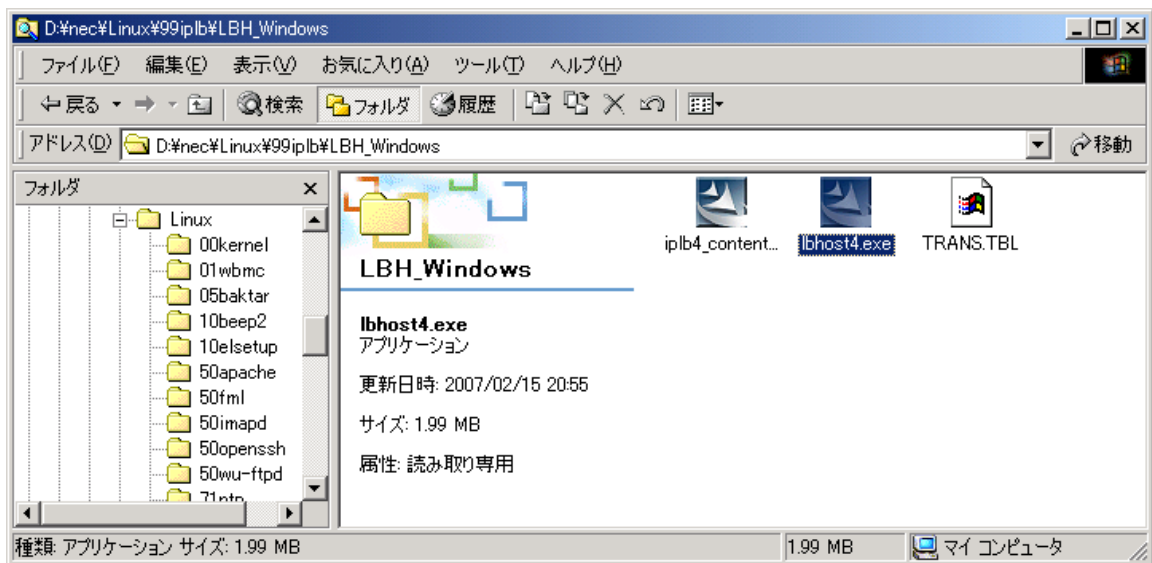 D:¥nec¥Linux¥99iplb¥LBH_Windows
ファイル(F) 編集(E) 表示(V) お気に入り(A) ツール(T) ヘルプ(H)
戻る 検索 フォルダ 履歴
アドレス(D) D:¥nec¥Linux¥99iplb¥LBH_Windows 移動
フォルダ
Linux
00kernel
01wbmc
05baktar
10beep2
10elsetup
50apache
50fml
50imapd
50openssh
50wu-ftpd
71ntp
LBH_Windows
lbhost4.exe
アプリケーション
更新日時: 2007/02/15 20:55
サイズ: 1.99 MB
属性: 読み取り専用
iplb4_content... lbhost4.exe TRANS.TBL
種類: アプリケーション サイズ: 1.99 MB 1.99 MB マイ コンピュータ